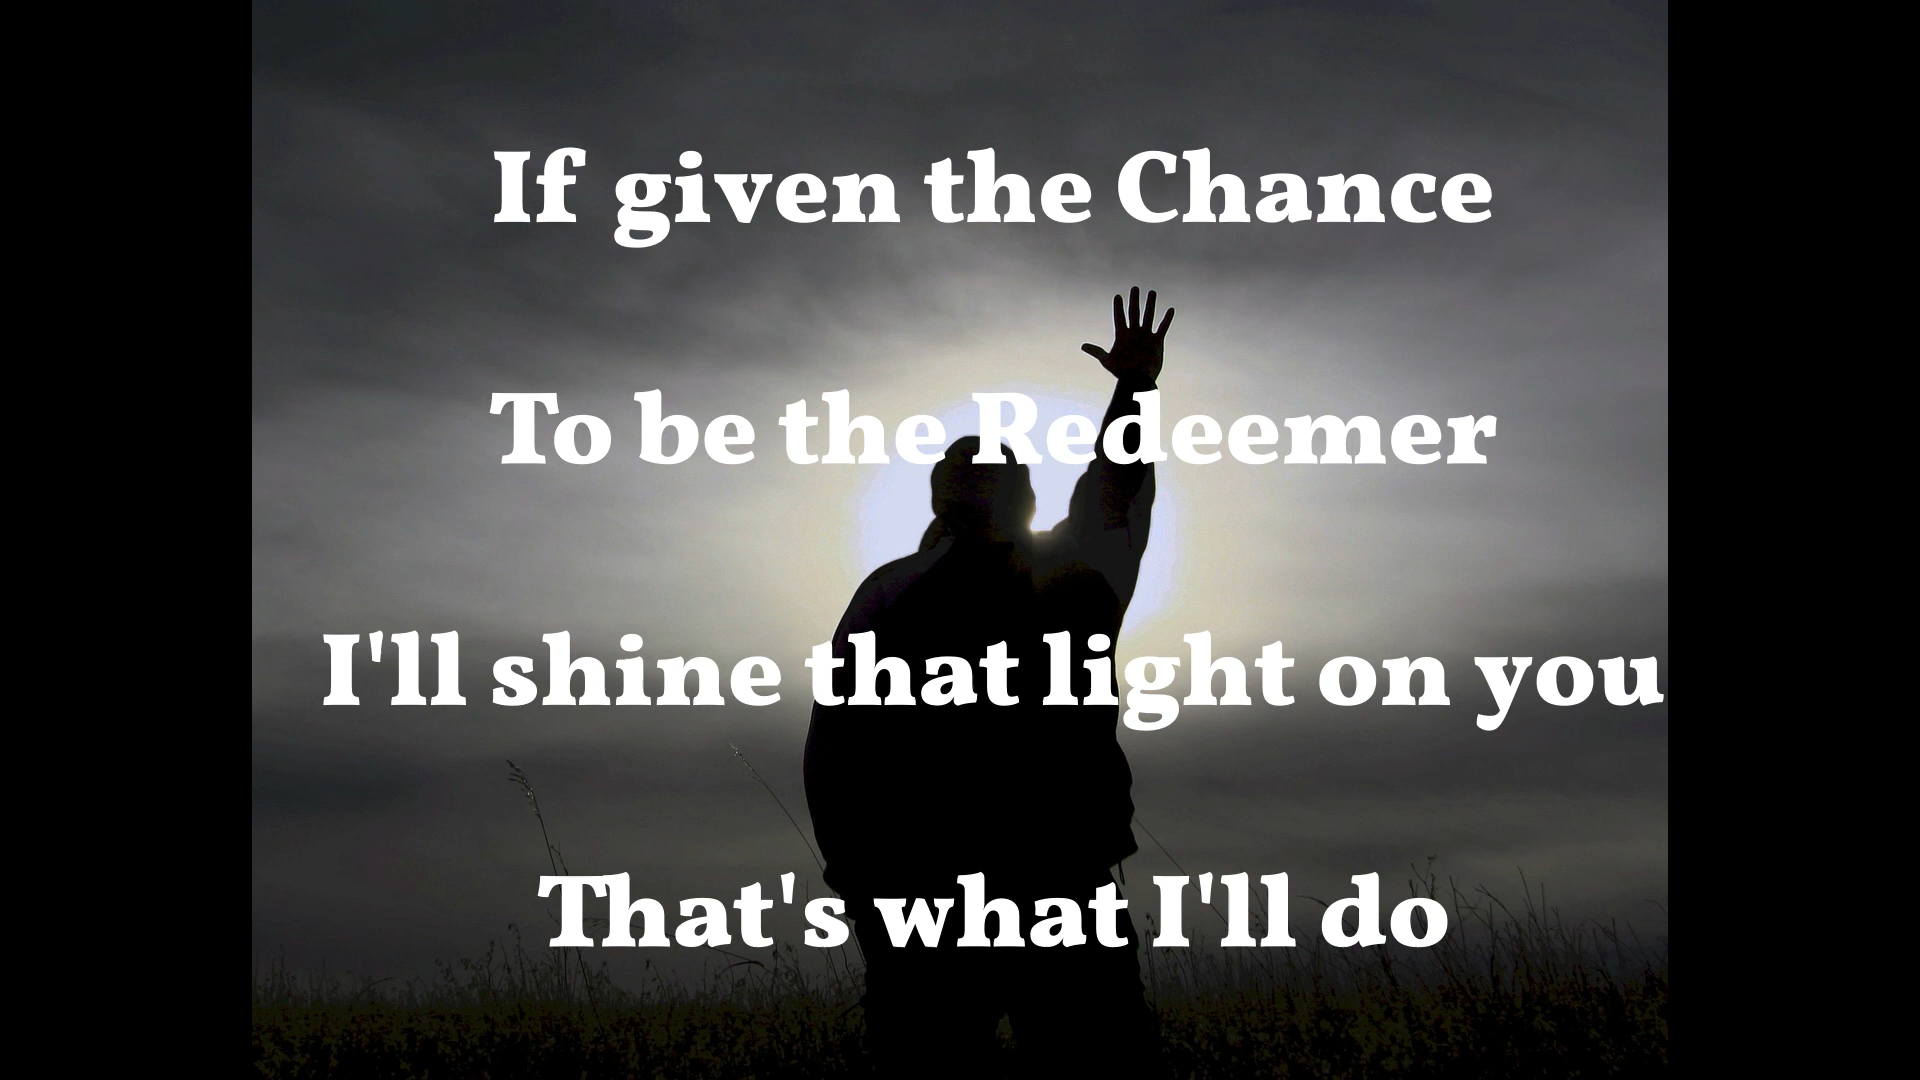 If given the Chance
To be the Redeemer
I'll shine that light on you
That's what I'll do